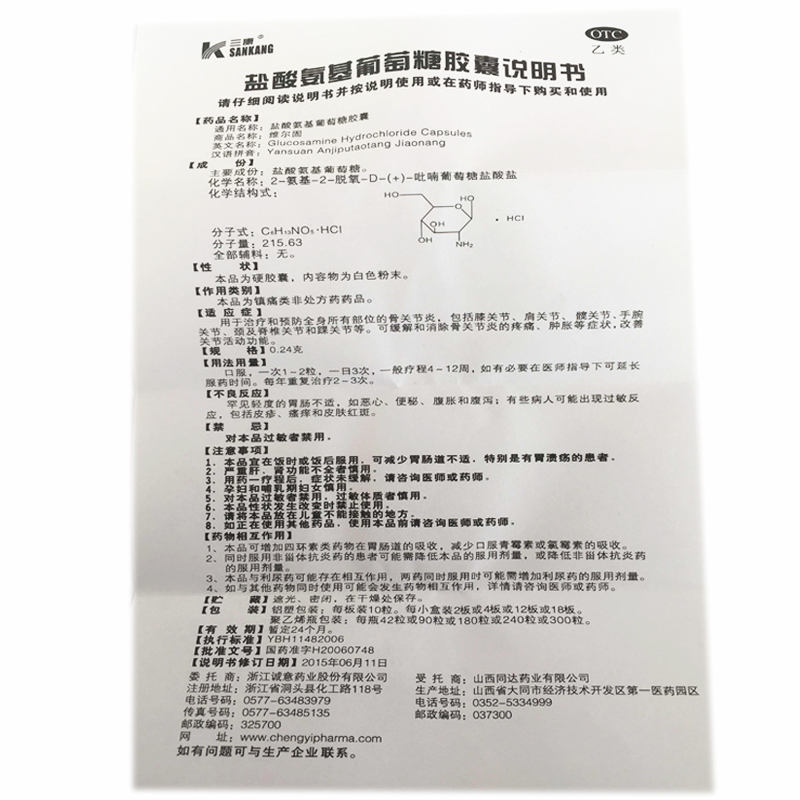 三康®
SANKANG
OTC
乙类
盐酸氨基葡萄糖胶囊说明书
请仔细阅读说明书并按说明使用或在药师指导下购买和使用
【药品名称】
通用名称：盐酸氨基葡萄糖胶囊
商品名称：维尔固
英文名称：Glucosamine Hydrochloride Capsules
汉语拼音：Yansuan Anjiputaotang Jiaonang
【成 份】
主要成份：盐酸氨基葡萄糖。
化学名称：2-氨基-2-脱氧-D-(+)-吡喃葡萄糖盐酸盐
化学结构式：
HO HO
O
OH
OH NH₂
· HCl
分子式：C₆H₁₃NO₅·HCl
分子量：215.63
全部辅料：无。
【性 状】
本品为硬胶囊，内容物为白色粉末。
【作用类别】
本品为镇痛类非处方药药品。
【适 应 症】
用于治疗和预防全身所有部位的骨关节炎，包括膝关节、肩关节、髋关节、手腕
关节、颈及脊椎关节和踝关节等。可缓解和消除骨关节炎的疼痛、肿胀等症状，改善
关节活动功能。
【规 格】0.24克
【用法用量】
口服，一次1~2粒，一日3次，一般疗程4~12周，如有必要在医师指导下可延长
服药时间。每年重复治疗2~3次。
【不良反应】
罕见轻度的胃肠不适，如恶心、便秘、腹胀和腹泻；有些病人可能出现过敏反
应，包括皮疹、瘙痒和皮肤红斑。
【禁 忌】
对本品过敏者禁用。
【注意事项】
1、本品宜在饭时或饭后服用，可减少胃肠道不适，特别是有胃溃疡的患者。
2、严重肝、肾功能不全者慎用。
3、用药一疗程后，症状未缓解，请咨询医师或药师。
4、孕妇和哺乳期妇女慎用。
5、对本品过敏者禁用，过敏体质者慎用。
6、本品性状发生改变时禁止使用。
7、请将本品放在儿童不能接触的地方。
8、如正在使用其他药品，使用本品前请咨询医师或药师。
【药物相互作用】
1、本品可增加四环素类药物在胃肠道的吸收，减少口服青霉素或氯霉素的吸收。
2、同时服用非甾体抗炎药的患者可能需降低本品的服用剂量，或降低非甾体抗炎药
的服用剂量。
3、本品与利尿药可能存在相互作用，两药同时服用时可能需增加利尿药的服用剂量。
4、如与其他药物同时使用可能会发生药物相互作用，详情请咨询医师或药师。
【贮 藏】遮光、密闭，在干燥处保存。
【包 装】铝塑包装；每板装10粒。每小盒装2板或4板或12板或18板。
聚乙烯瓶包装；每瓶42粒或90粒或180粒或240粒或300粒。
【有 效 期】暂定24个月。
【执行标准】YBH11482006
【批准文号】国药准字H20060748
【说明书修订日期】2015年06月11日
委 托 商：浙江诚意药业股份有限公司
注册地址：浙江省洞头县化工路118号
电话号码：0577-63483979
传真号码：0577-63485135
邮政编码：325700
网 址：www.chengyipharma.com
如有问题可与生产企业联系。
受 托 商：山西同达药业有限公司
生产地址：山西省大同市经济技术开发区第一医药园区
电话号码：0352-5334999
邮政编码：037300